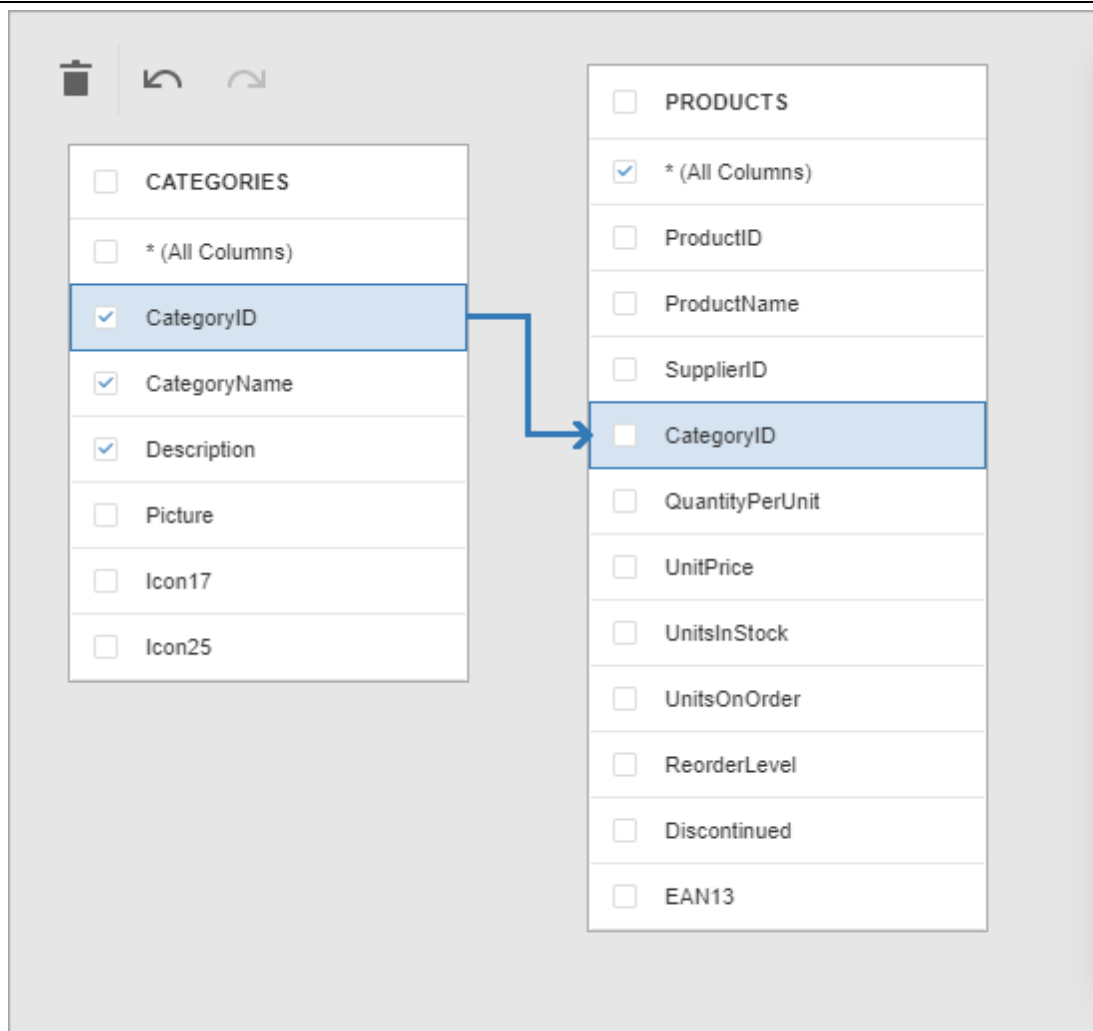 CATEGORIES
* (All Columns)
CategoryID
CategoryName
Description
Picture
Icon17
Icon25
PRODUCTS
* (All Columns)
ProductID
ProductName
SupplierID
CategoryID
QuantityPerUnit
UnitPrice
UnitsInStock
UnitsOnOrder
ReorderLevel
Discontinued
EAN13